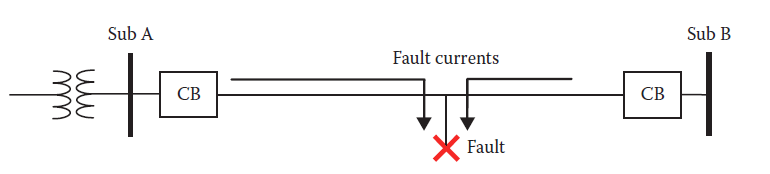 Sub A
Sub B
Fault currents
CB
CB
Fault